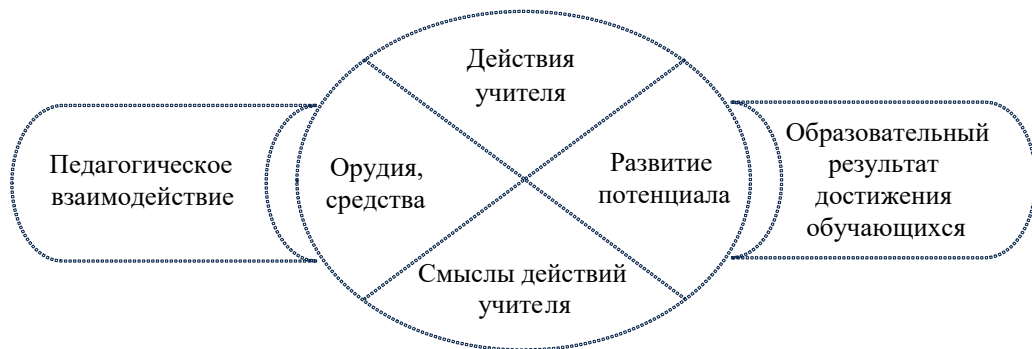 Действия
учителя
Педагогическое
взаимодействие
Орудия,
средства
Развитие
потенциала
Образовательный
результат
достижения
обучающихся
Смыслы действий
учителя